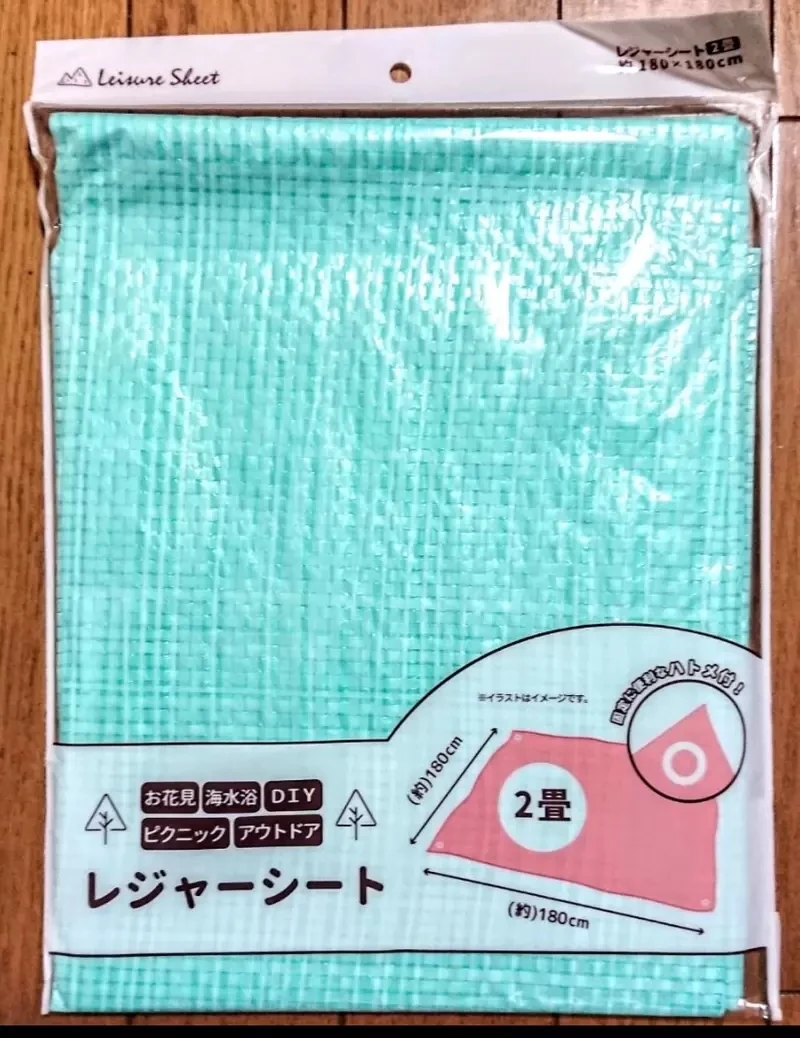 Leisure Sheet
レジャーシート 2畳
約 180×180cm
固定に便利なハトメ付！
※イラストはイメージです。
(約)180cm
2畳
お花見 海水浴 DIY
ピクニック アウトドア
レジャーシート
(約)180cm